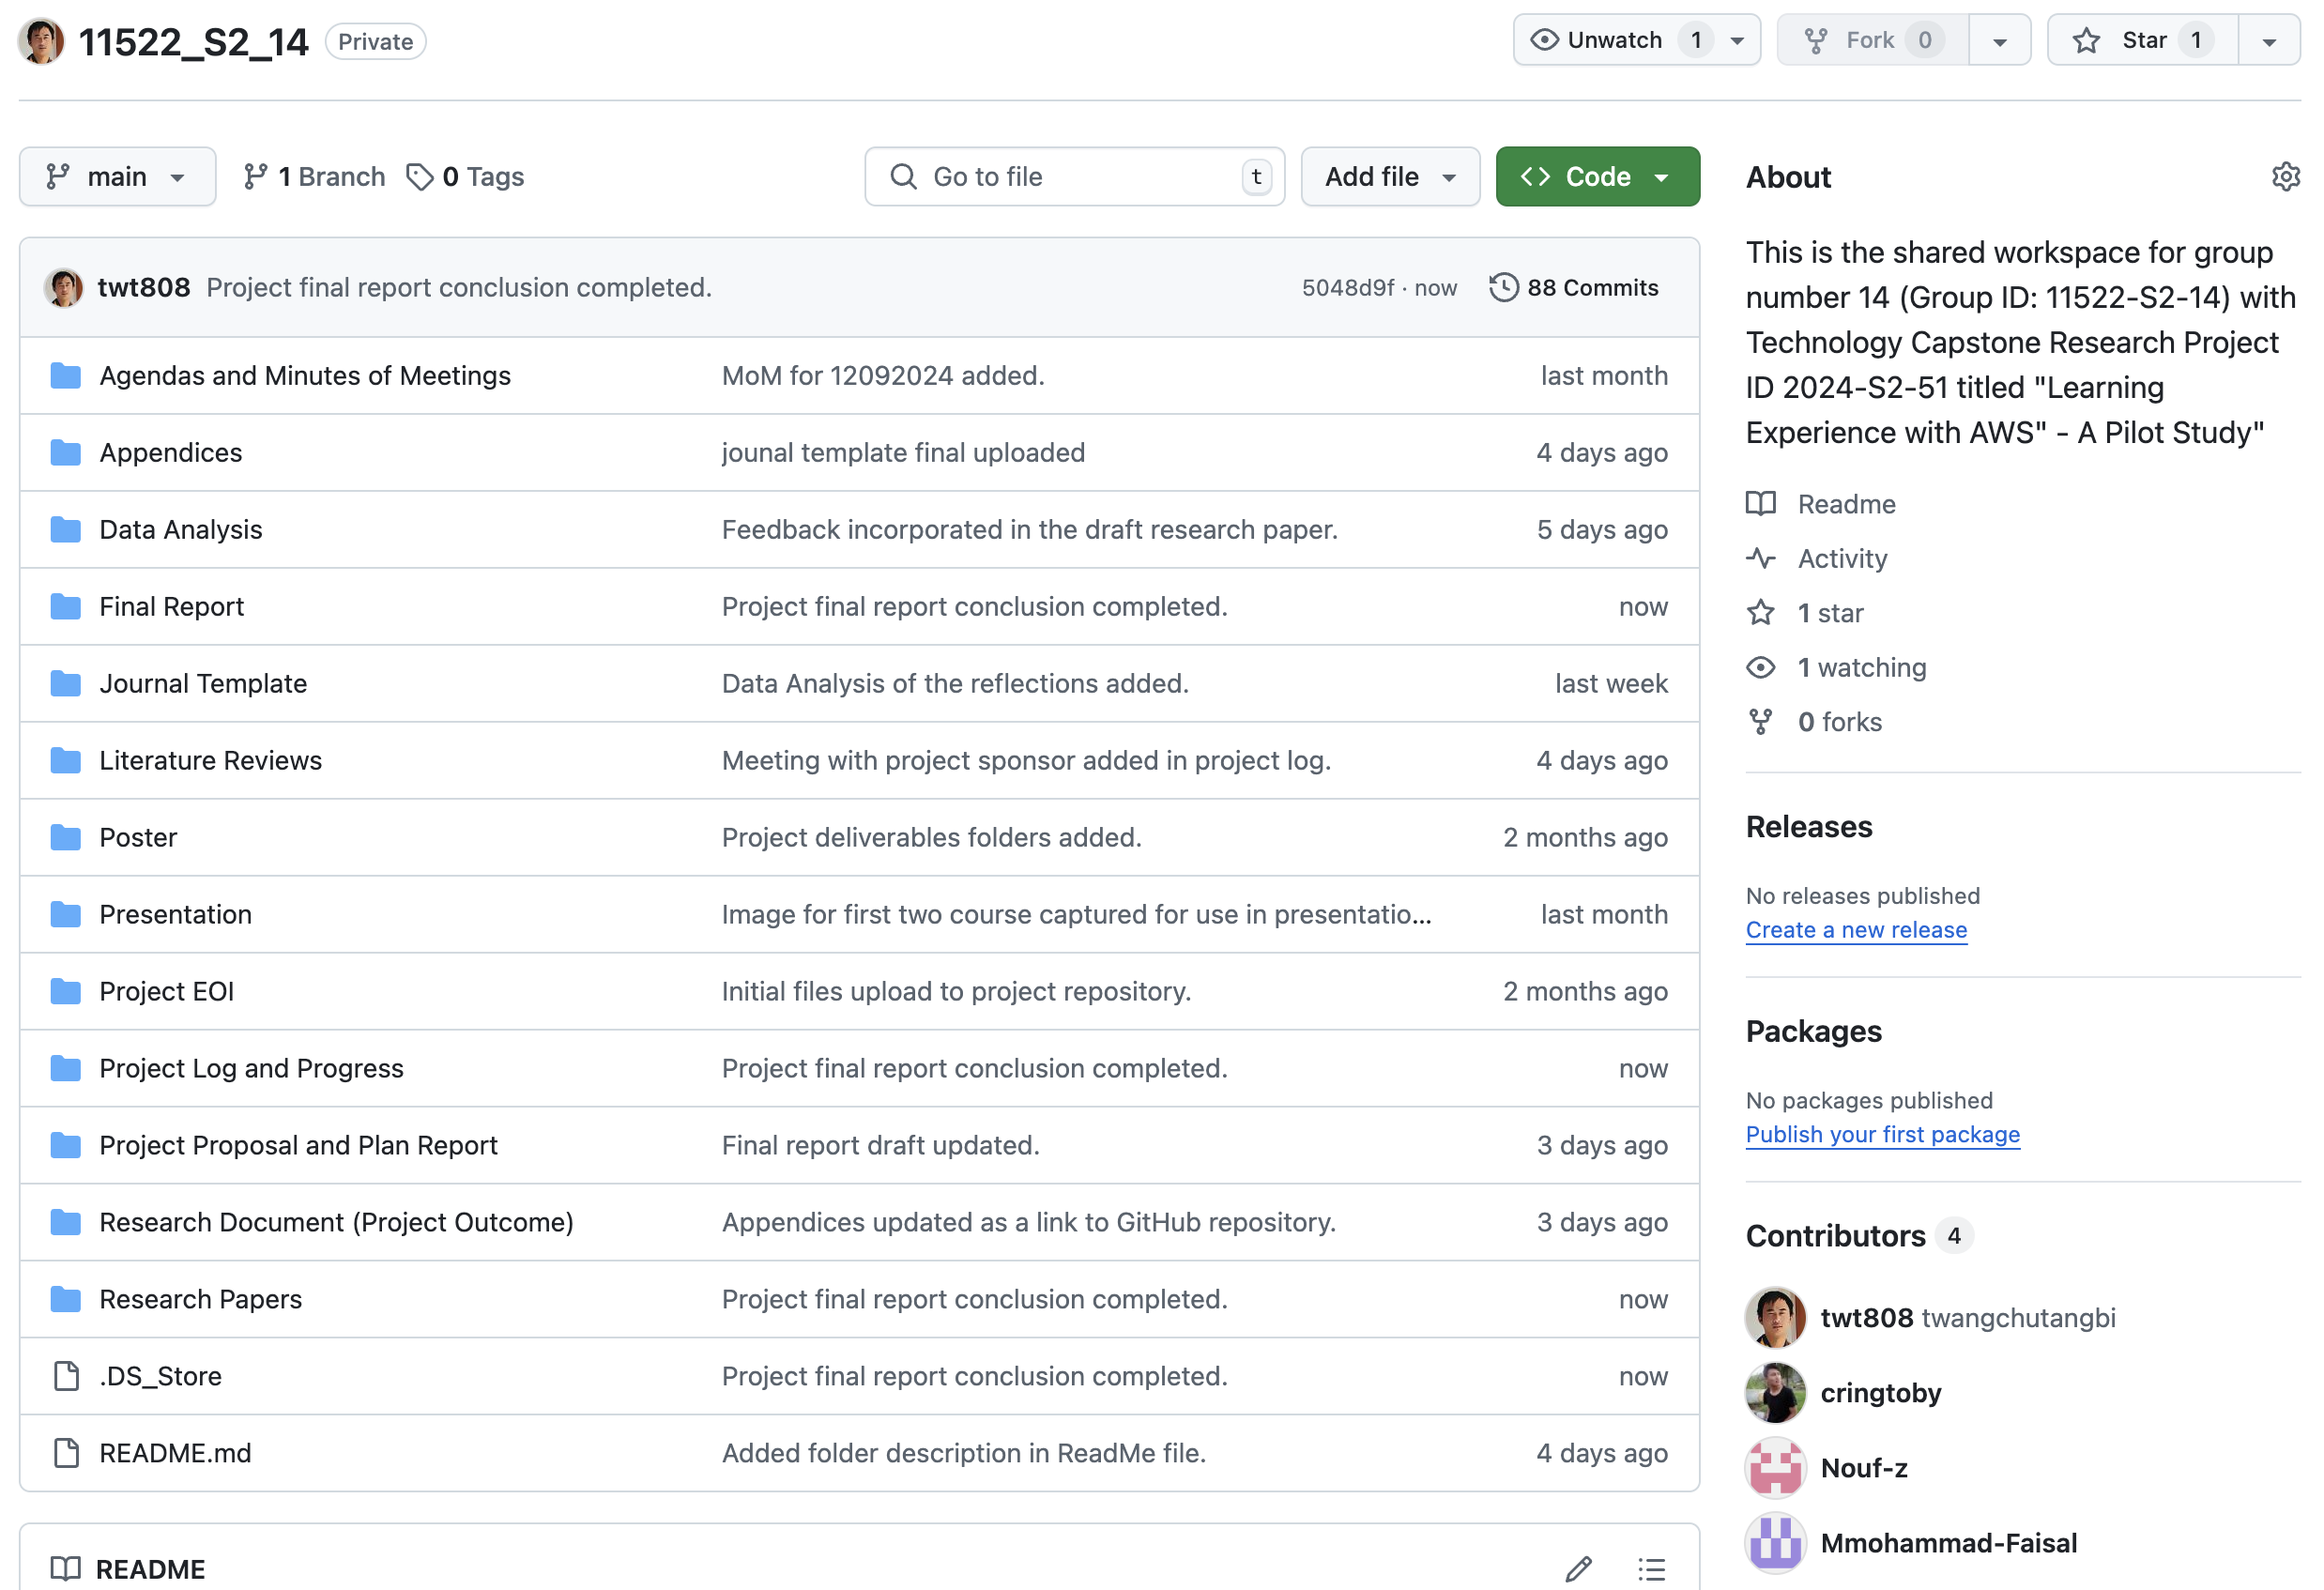 11522_S2_14 Private Unwatch 1 Fork 0 Star 1
main 1 Branch 0 Tags Go to file t Add file Code
twt808 Project final report conclusion completed. 5048d9f · now 88 Commits
Agendas and Minutes of Meetings MoM for 12092024 added. last month
Appendices jounal template final uploaded 4 days ago
Data Analysis Feedback incorporated in the draft research paper. 5 days ago
Final Report Project final report conclusion completed. now
Journal Template Data Analysis of the reflections added. last week
Literature Reviews Meeting with project sponsor added in project log. 4 days ago
Poster Project deliverables folders added. 2 months ago
Presentation Image for first two course captured for use in presentatio... last month
Project EOI Initial files upload to project repository. 2 months ago
Project Log and Progress Project final report conclusion completed. now
Project Proposal and Plan Report Final report draft updated. 3 days ago
Research Document (Project Outcome) Appendices updated as a link to GitHub repository. 3 days ago
Research Papers Project final report conclusion completed. now
.DS_Store Project final report conclusion completed. now
README.md Added folder description in ReadMe file. 4 days ago
README
About
This is the shared workspace for group
number 14 (Group ID: 11522-S2-14) with
Technology Capstone Research Project
ID 2024-S2-51 titled "Learning
Experience with AWS" - A Pilot Study"
Readme
Activity
1 star
1 watching
0 forks
Releases
No releases published
Create a new release
Packages
No packages published
Publish your first package
Contributors 4
twt808 twangchutangbi
cringtoby
Nouf-z
Mmohammad-Faisal